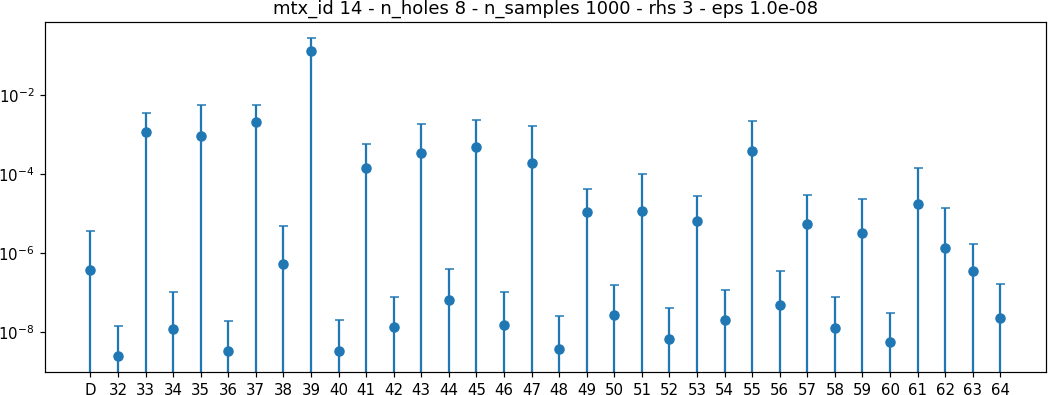 mtx_id 14 - n_holes 8 - n_samples 1000 - rhs 3 - eps 1.0e-08
10⁻²
10⁻⁴
10⁻⁶
10⁻⁸
D 32 33 34 35 36 37 38 39 40 41 42 43 44 45 46 47 48 49 50 51 52 53 54 55 56 57 58 59 60 61 62 63 64